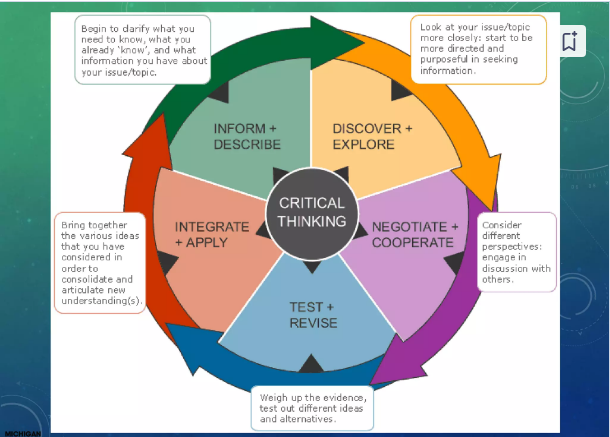 Begin to clarify what you
need to know, what you
already 'know', and what
information you have about
your issue/topic.
Look at your issue/topic
more closely: start to be
more directed and
purposeful in seeking
information.
INFORM +
DESCRIBE
DISCOVER +
EXPLORE
CRITICAL
THINKING
INTEGRATE
+ APPLY
NEGOTIATE +
COOPERATE
TEST +
REVISE
Bring together
the various ideas
that you have
considered in
order to
consolidate and
articulate new
understanding(s).
Consider
different
perspectives:
engage in
discussion with
others.
Weigh up the evidence,
test out different ideas
and alternatives.
MICHIGAN